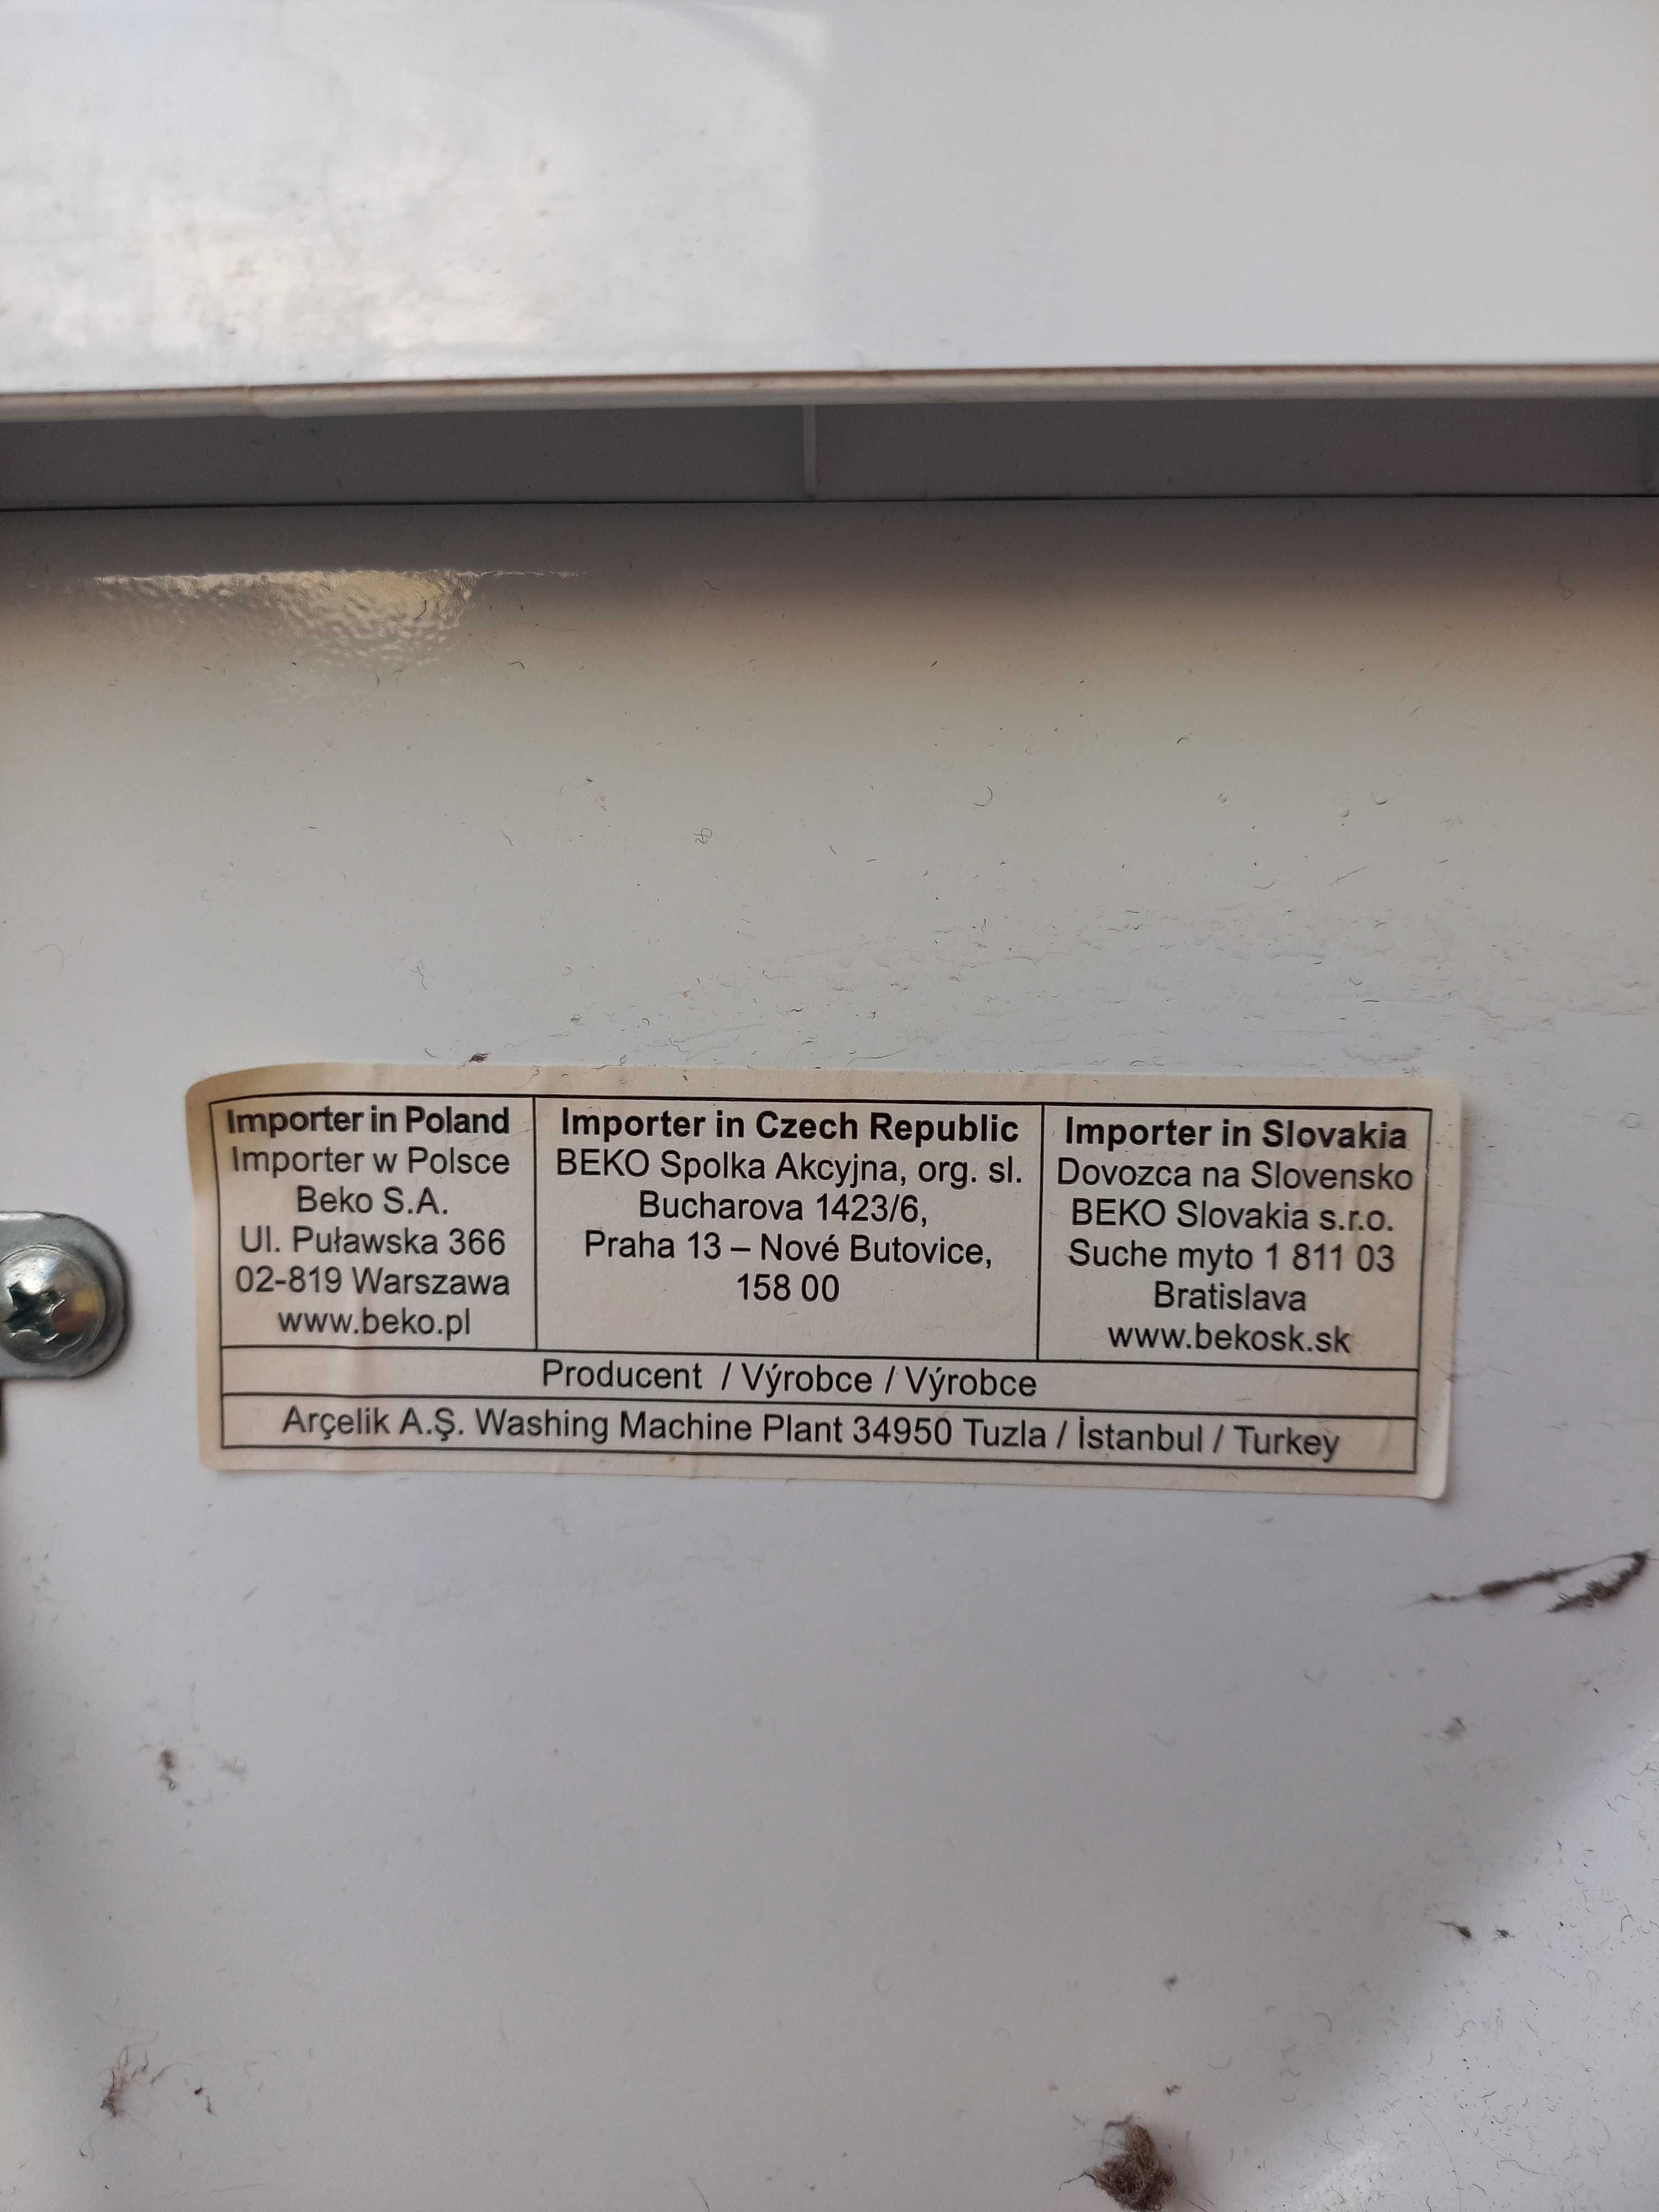 Importer in Poland
Importer w Polsce
Beko S.A.
Ul. Puławska 366
02-819 Warszawa
www.beko.pl
Importer in Czech Republic
BEKO Spolka Akcyjna, org. sl.
Bucharova 1423/6,
Praha 13 – Nové Butovice,
158 00
Importer in Slovakia
Dovozca na Slovensko
BEKO Slovakia s.r.o.
Suche myto 1 811 03
Bratislava
www.bekosk.sk
Producent / Výrobce / Výrobce
Arçelik A.Ş. Washing Machine Plant 34950 Tuzla / İstanbul / Turkey